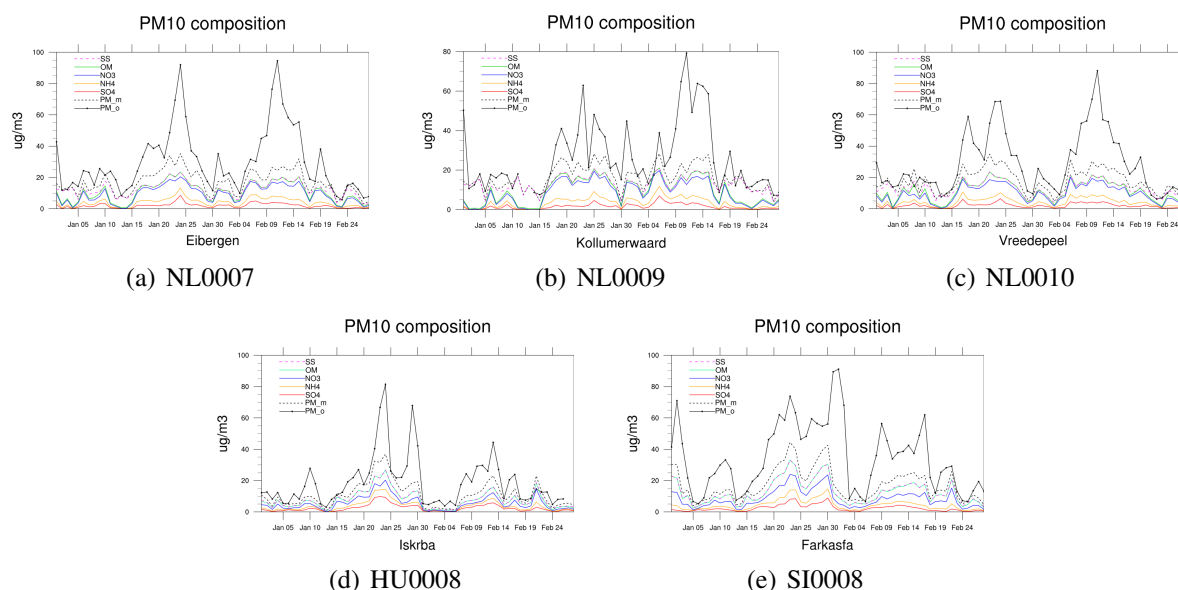 PM10 composition
PM10 composition
PM10 composition
100
80
60
40
20
0
ug/m3
SS
OM
NO3
NH4
SO4
PM_m
PM_o
Jan 05 Jan 10 Jan 15 Jan 20 Jan 25 Jan 31 Feb 04 Feb 09 Feb 14 Feb 19 Feb 24
Eibergen
80
60
40
20
0
ug/m3
SS
OM
NO3
NH4
SO4
PM_m
PM_o
Jan 05 Jan 10 Jan 15 Jan 20 Jan 25 Jan 30 Feb 04 Feb 09 Feb 14 Feb 19 Feb 24
Kollumerwaard
100
80
60
40
20
0
ug/m3
SS
OM
NO3
NH4
SO4
PM_m
PM_o
Jan 05 Jan 10 Jan 15 Jan 20 Jan 25 Jan 30 Feb 04 Feb 09 Feb 14 Feb 19 Feb 24
Vreedepeel
(a) NL0007
(b) NL0009
(c) NL0010
PM10 composition
PM10 composition
100
80
60
40
20
0
ug/m3
SS
OM
NO3
NH4
SO4
PM_m
PM_o
Jan 05 Jan 10 Jan 15 Jan 20 Jan 25 Jan 30 Feb 04 Feb 09 Feb 14 Feb 19 Feb 24
Iskrba
100
80
60
40
20
0
ug/m3
SS
OM
NO3
NH4
SO4
PM_m
PM_o
Jan 05 Jan 10 Jan 15 Jan 20 Jan 25 Jan 30 Feb 04 Feb 09 Feb 14 Feb 19 Feb 24
Farkasfa
(d) HU0008
(e) SI0008